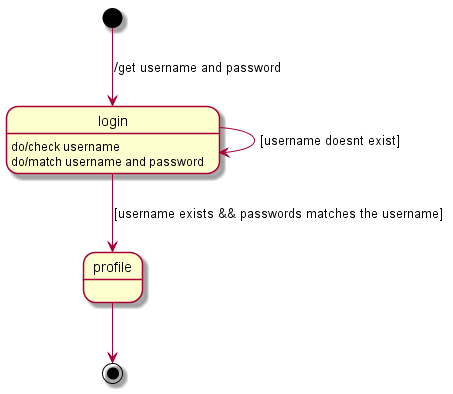 /get username and password
login
do/check username
do/match username and password
[username doesnt exist]
[username exists && passwords matches the username]
profile